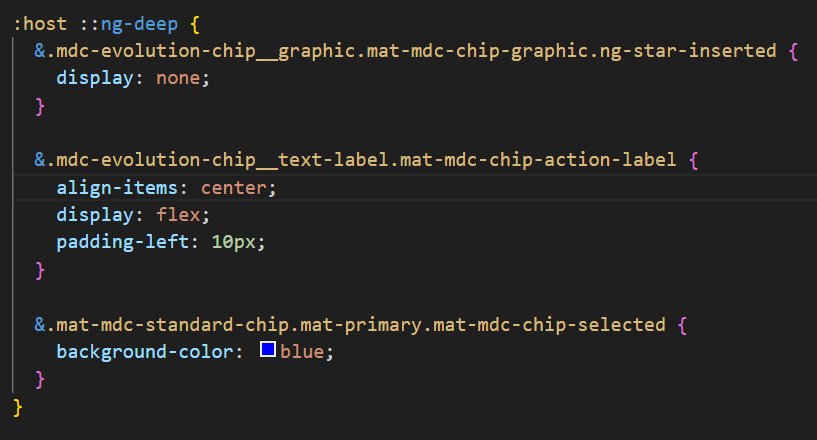 :host ::ng-deep {
  &.mdc-evolution-chip__graphic.mat-mdc-chip-graphic.ng-star-inserted {
    display: none;
  }

  &.mdc-evolution-chip__text-label.mat-mdc-chip-action-label {
    align-items: center;
    display: flex;
    padding-left: 10px;
  }

  &.mat-mdc-standard-chip.mat-primary.mat-mdc-chip-selected {
    background-color: blue;
  }
}